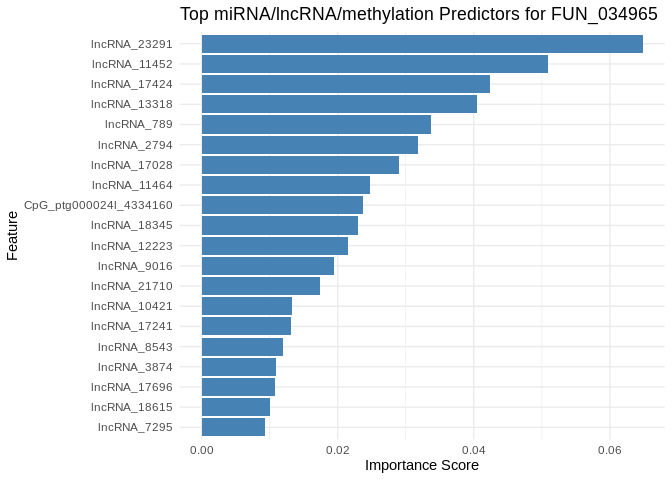 Top miRNA/lncRNA/methylation Predictors for FUN_034965
lncRNA_23291
lncRNA_11452
lncRNA_17424
lncRNA_13318
lncRNA_789
lncRNA_2794
lncRNA_17028
lncRNA_11464
CpG_ptg000024l_4334160
lncRNA_18345
lncRNA_12223
lncRNA_9016
lncRNA_21710
lncRNA_10421
lncRNA_17241
lncRNA_8543
lncRNA_3874
lncRNA_17696
lncRNA_18615
lncRNA_7295
Feature
0.00 0.02 0.04 0.06
Importance Score